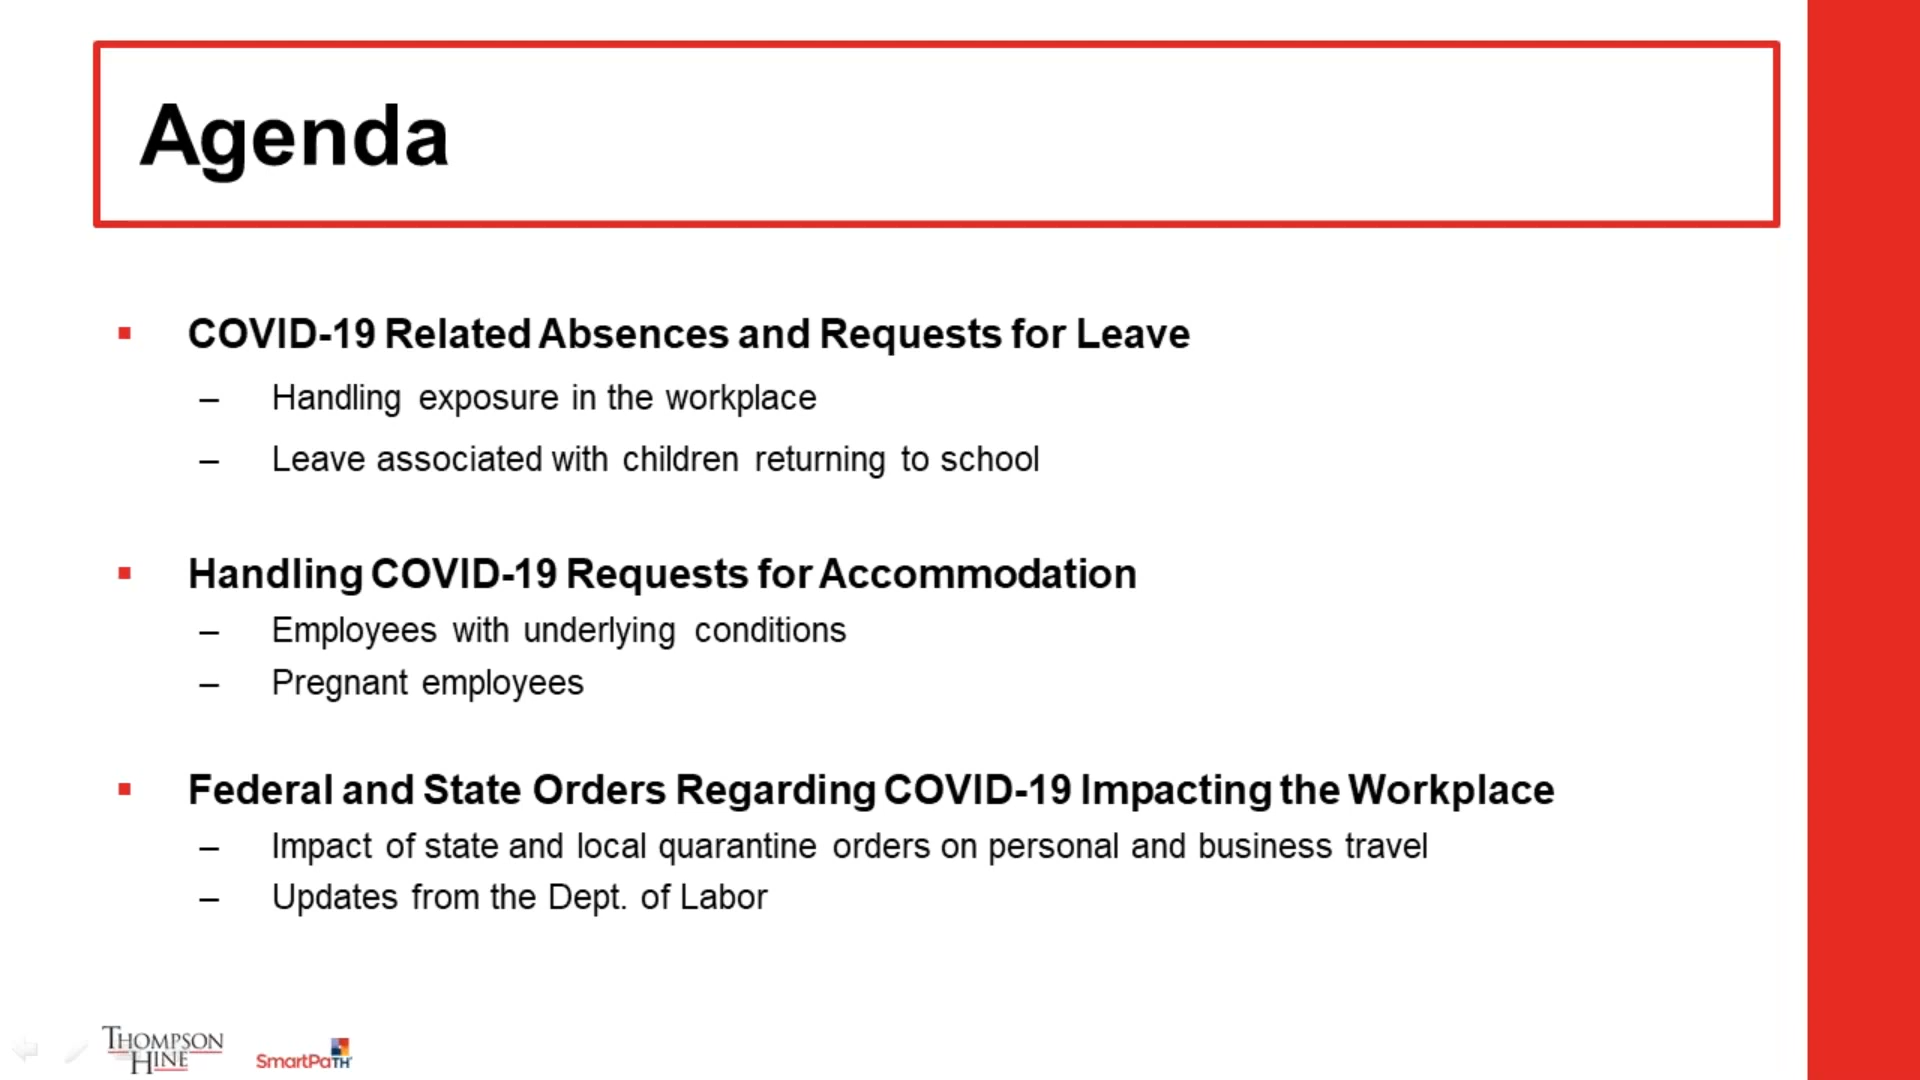 Agenda
▪ COVID-19 Related Absences and Requests for Leave
– Handling exposure in the workplace
– Leave associated with children returning to school
▪ Handling COVID-19 Requests for Accommodation
– Employees with underlying conditions
– Pregnant employees
▪ Federal and State Orders Regarding COVID-19 Impacting the Workplace
– Impact of state and local quarantine orders on personal and business travel
– Updates from the Dept. of Labor
THOMPSON
HINE
SmartPaTH